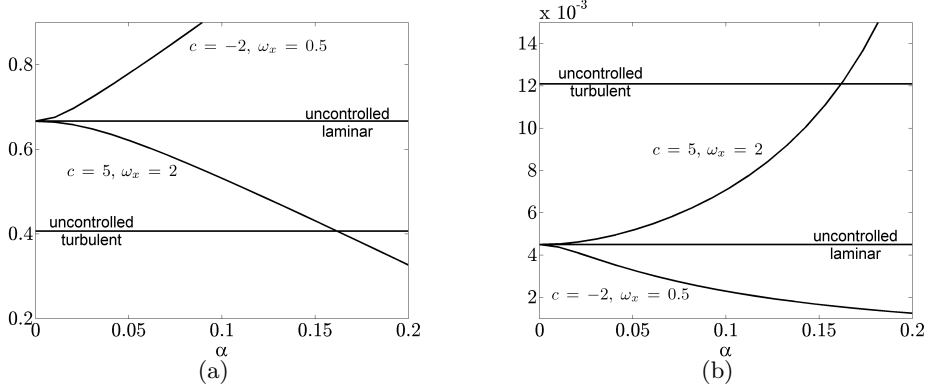 0.8
0.6
0.4
0.2
c = −2, ω_x = 0.5
uncontrolled
laminar
c = 5, ω_x = 2
uncontrolled
turbulent
0 0.05 0.1 0.15 0.2
α
(a)
x 10⁻³
14
12
10
8
6
4
2
uncontrolled
turbulent
c = 5, ω_x = 2
uncontrolled
laminar
c = −2, ω_x = 0.5
0 0.05 0.1 0.15 0.2
α
(b)